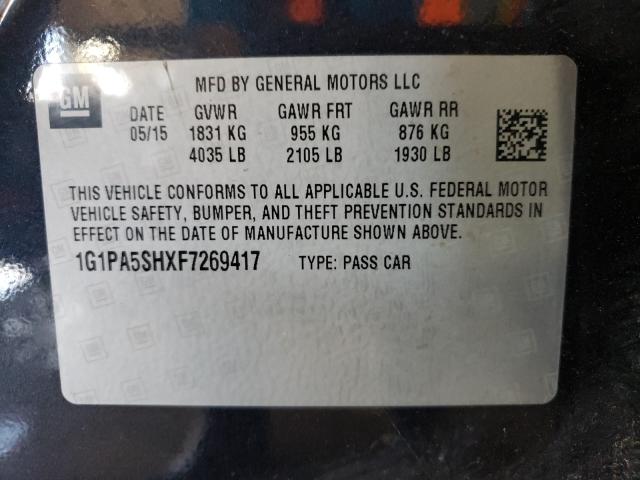 GM
MFD BY GENERAL MOTORS LLC
DATE GVWR GAWR FRT GAWR RR
05/15 1831 KG 955 KG 876 KG
4035 LB 2105 LB 1930 LB
THIS VEHICLE CONFORMS TO ALL APPLICABLE U.S. FEDERAL MOTOR
VEHICLE SAFETY, BUMPER, AND THEFT PREVENTION STANDARDS IN
EFFECT ON THE DATE OF MANUFACTURE SHOWN ABOVE.
1G1PA5SHXF7269417 TYPE: PASS CAR